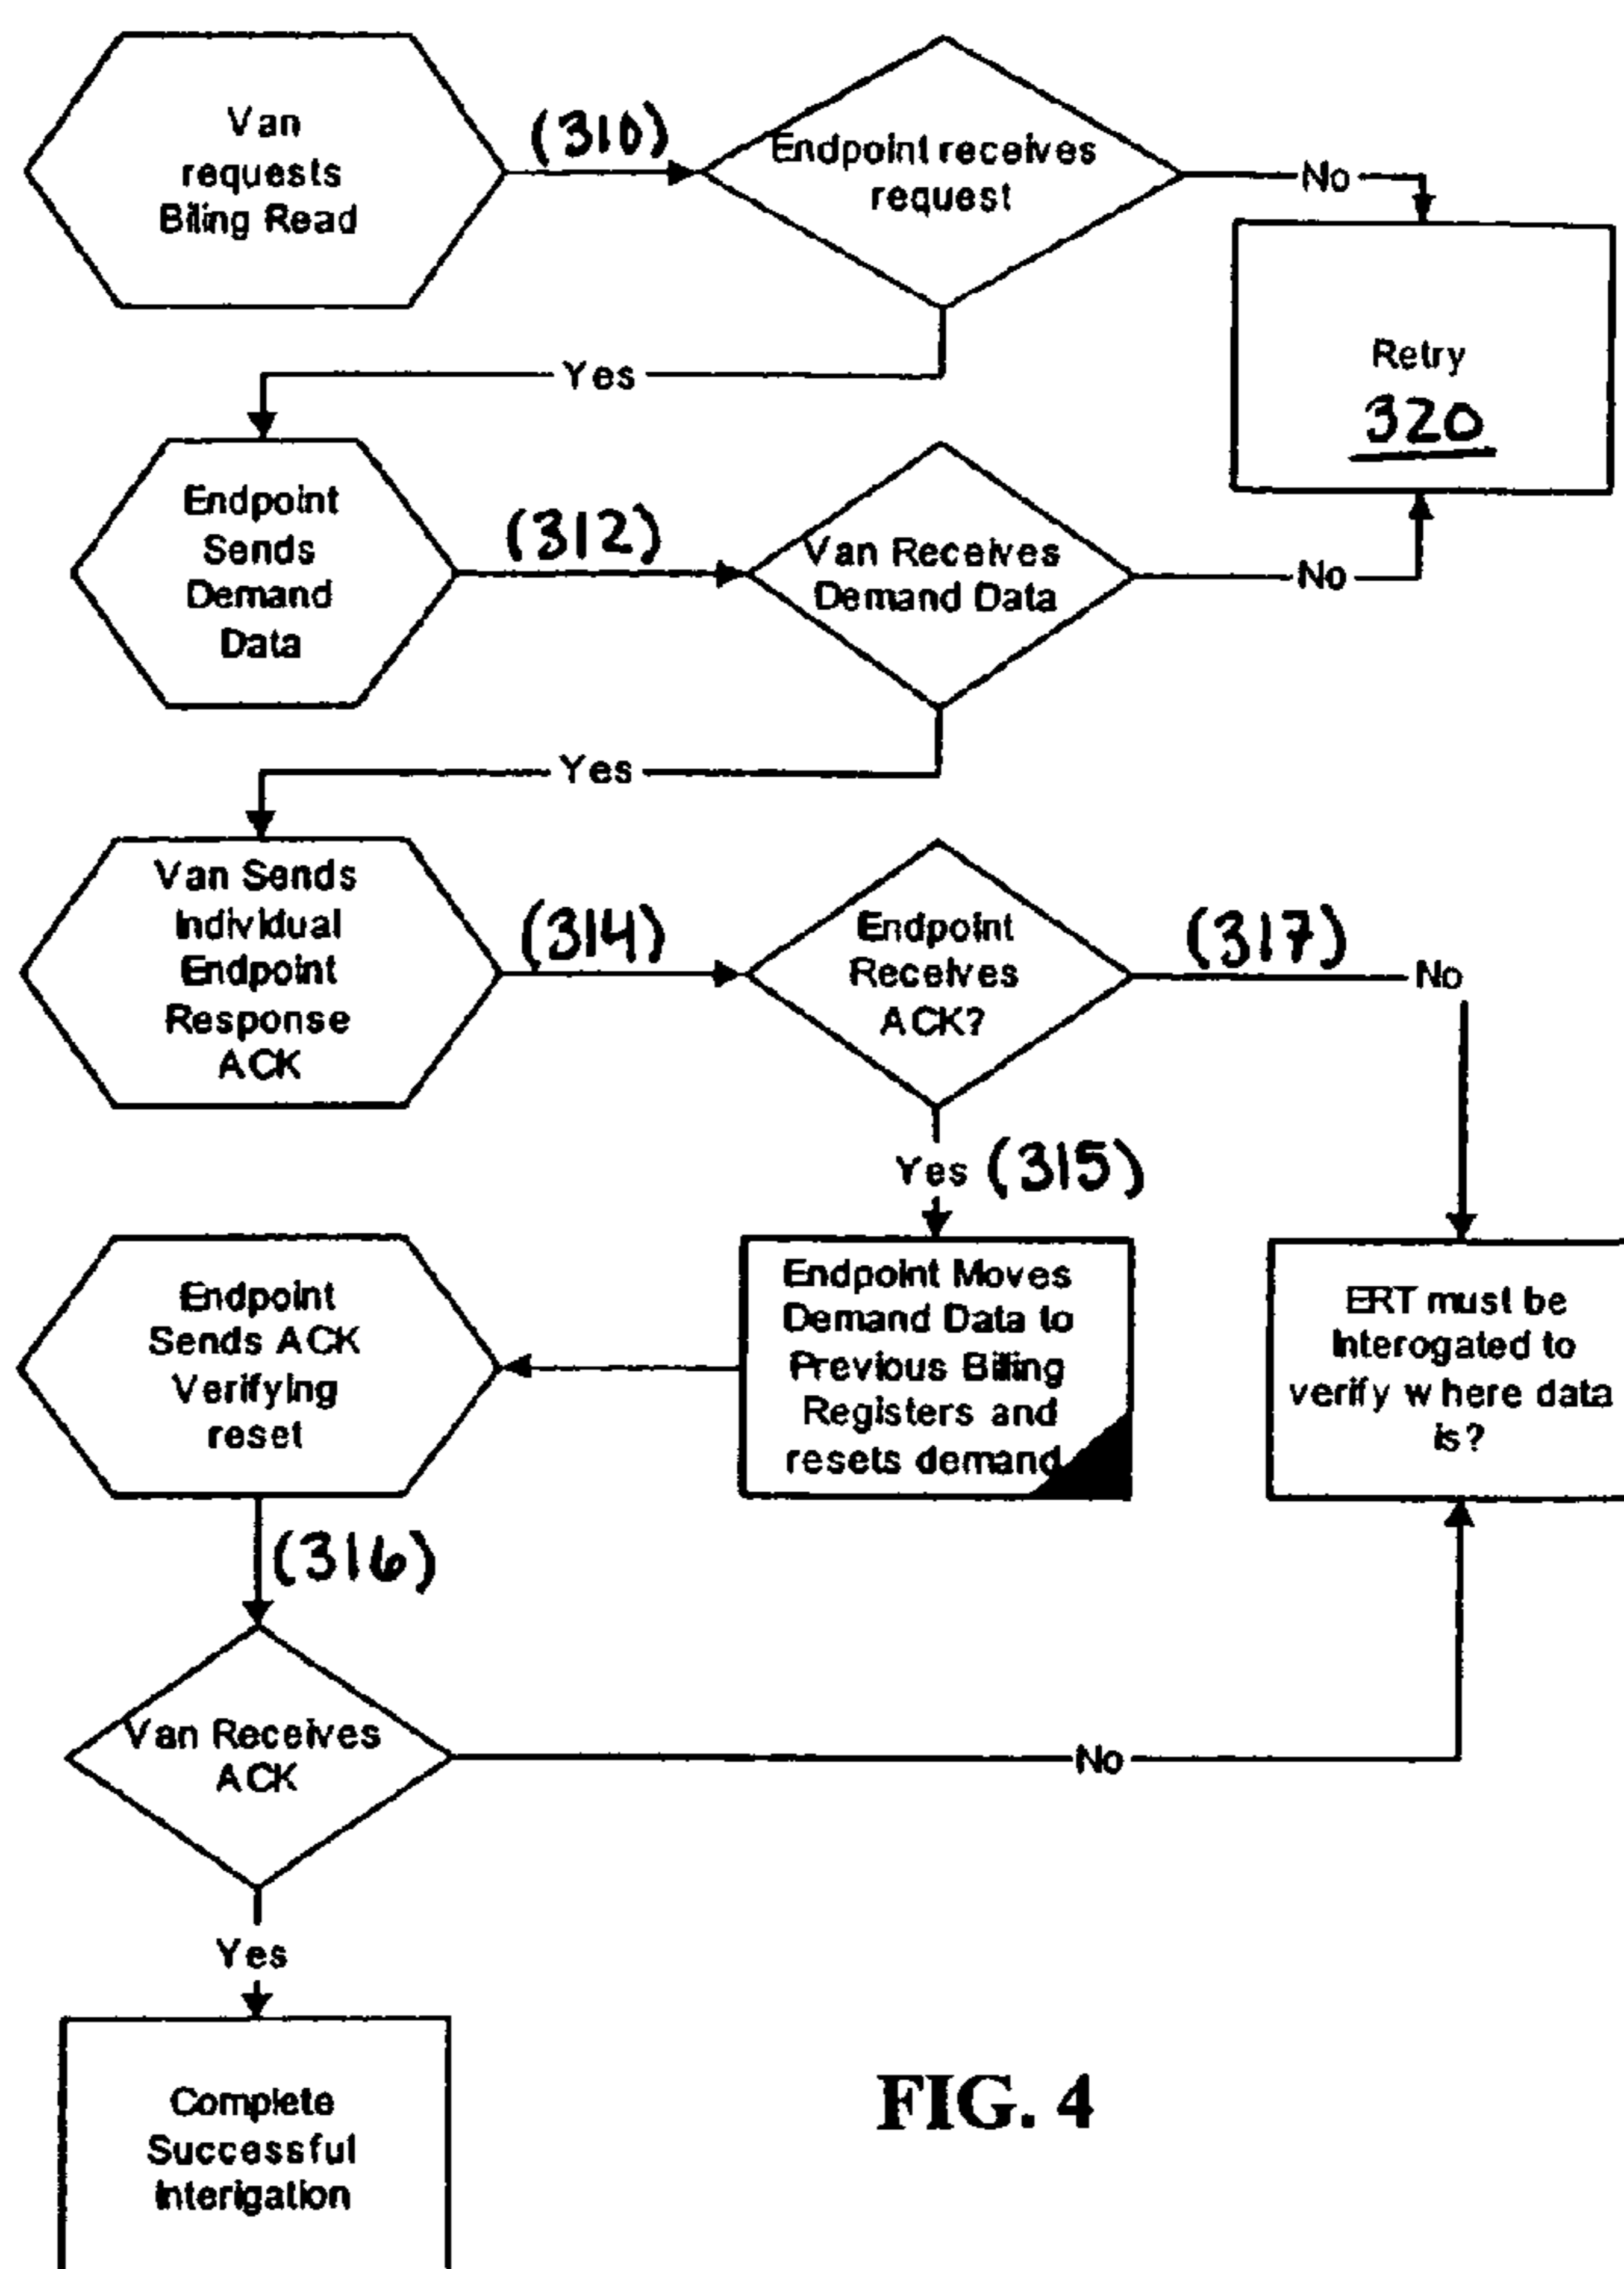 Van
requests
Billing Read
(310)
Endpoint receives
request
No
Retry
320
Yes
Endpoint
Sends
Demand
Data
(312)
Van Receives
Demand Data
No
Yes
Van Sends
Individual
Endpoint
Response
ACK
(314)
Endpoint
Receives
ACK?
(317)
No
Yes (315)
Endpoint
Sends ACK
Verifying
reset
Endpoint Moves
Demand Data to
Previous Billing
Registers and
resets demand
ERT must be
Interogated to
verify where data
is?
(316)
Van Receives
ACK
No
Yes
Complete
Successful
Interigation
FIG. 4